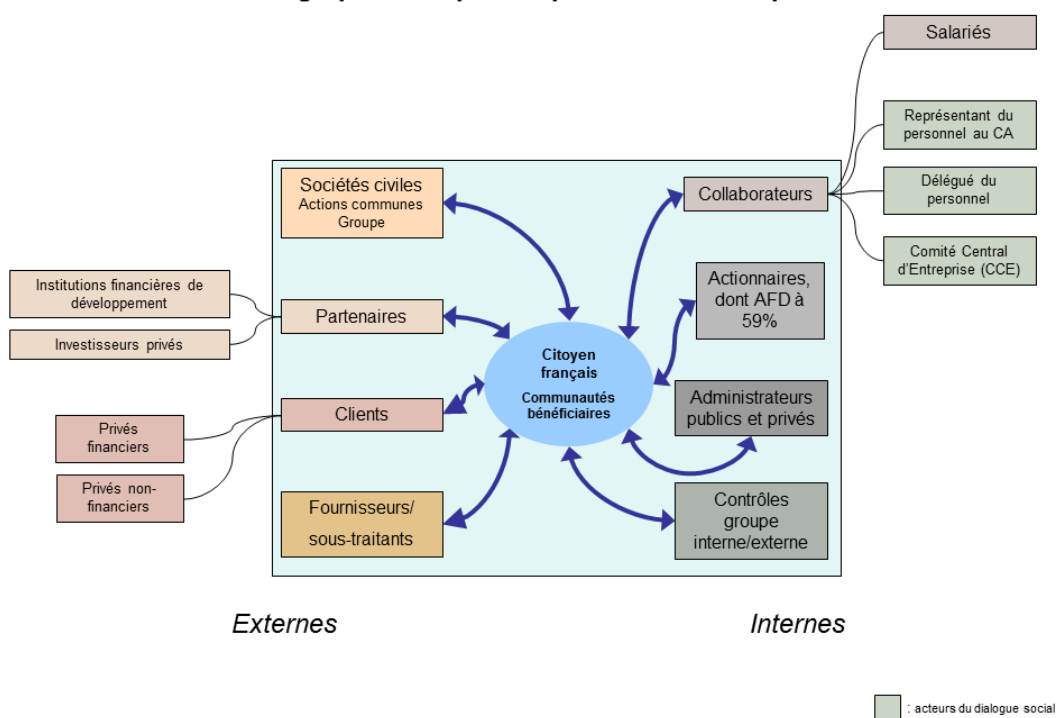 Salariés
Représentant du
personnel au CA
Délégué du
personnel
Comité Central
d'Entreprise (CCE)
Sociétés civiles
Actions communes
Groupe
Collaborateurs
Institutions financières de
développement
Investisseurs privés
Partenaires
Actionnaires,
dont AFD à
59%
Citoyen
français
Communautés
bénéficiaires
Clients
Privés
financiers
Privés non-
financiers
Administrateurs
publics et privés
Fournisseurs/
sous-traitants
Contrôles
groupe
interne/externe
Externes
Internes
: acteurs du dialogue social